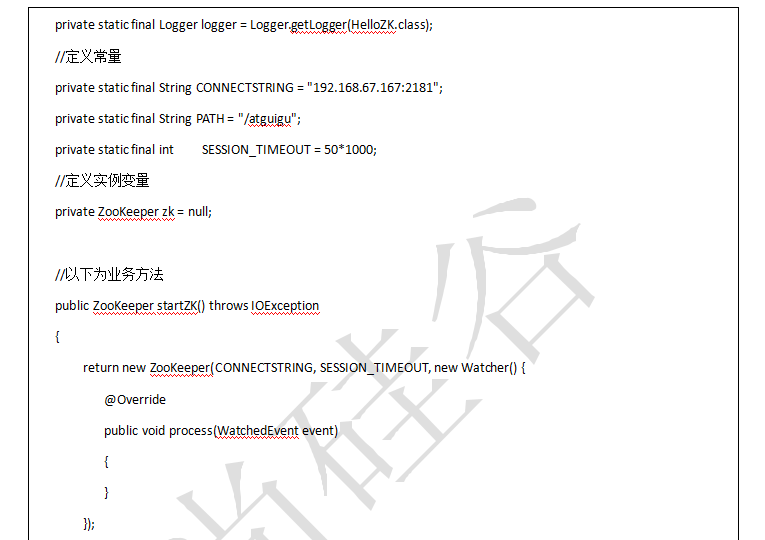 private static final Logger logger = Logger.getLogger(HelloZK.class);
//定义常量
private static final String CONNECTSTRING = "192.168.67.167:2181";
private static final String PATH = "/atguigu";
private static final int SESSION_TIMEOUT = 50*1000;
//定义实例变量
private ZooKeeper zk = null;
//以下为业务方法
public ZooKeeper startZK() throws IOException
{
return new ZooKeeper(CONNECTSTRING, SESSION_TIMEOUT, new Watcher() {
@Override
public void process(WatchedEvent event)
{
}
});
尚硅谷